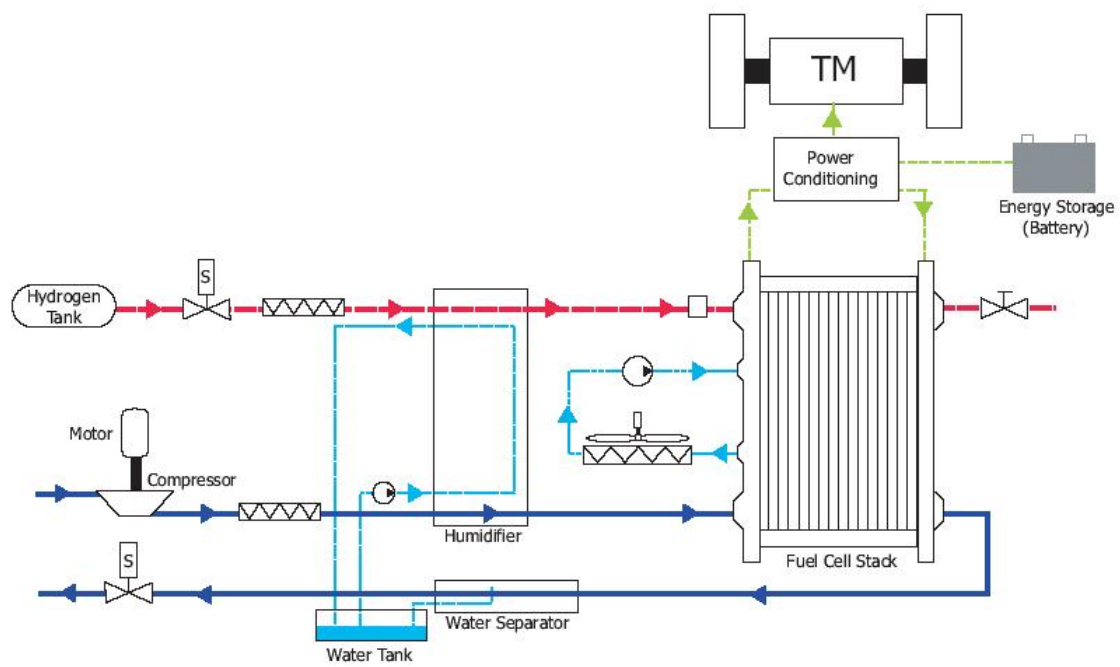 TM
Power
Conditioning
Energy Storage
(Battery)
S
Hydrogen
Tank
Motor
Compressor
Humidifier
Fuel Cell Stack
S
Water Separator
Water Tank